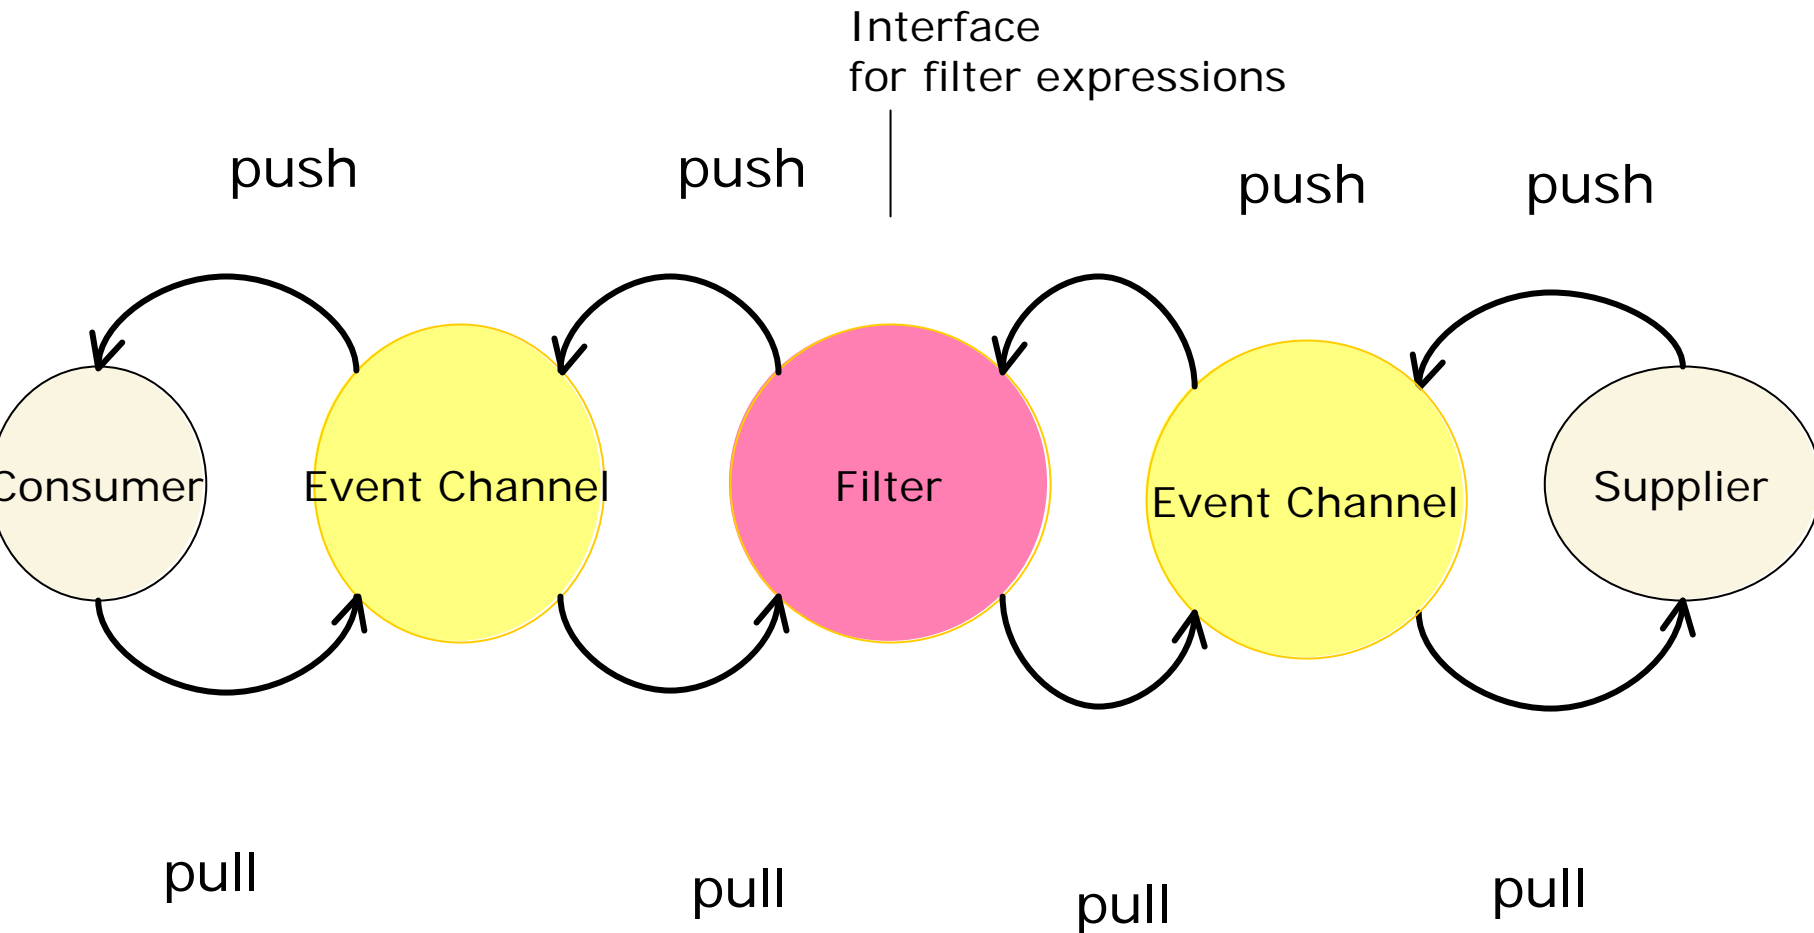 Interface
for filter expressions
push
push
push
push
Consumer
Event Channel
Filter
Event Channel
Supplier
pull
pull
pull
pull